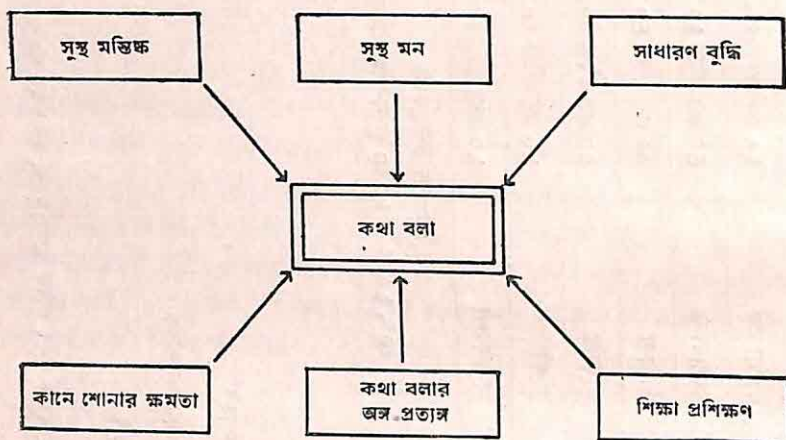 সুস্থ মস্তিষ্ক
সুস্থ মন
সাধারণ বুদ্ধি
কথা বলা
কানে শোনার ক্ষমতা
কথা বলার
অঙ্গ প্রত্যঙ্গ
শিক্ষা প্রশিক্ষণ